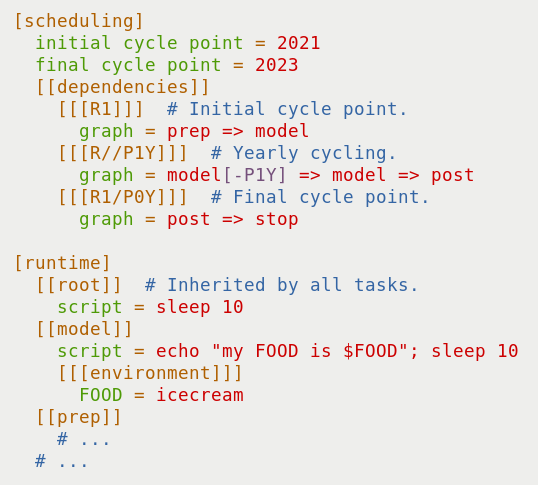 [scheduling]
  initial cycle point = 2021
  final cycle point = 2023
  [[dependencies]]
    [[[R1]]]  # Initial cycle point.
      graph = prep => model
    [[[R//P1Y]]]  # Yearly cycling.
      graph = model[-P1Y] => model => post
    [[[R1/P0Y]]]  # Final cycle point.
      graph = post => stop

[runtime]
  [[root]]  # Inherited by all tasks.
    script = sleep 10
  [[model]]
    script = echo "my FOOD is $FOOD"; sleep 10
    [[[environment]]]
      FOOD = icecream
  [[prep]]
    # ...
  # ...